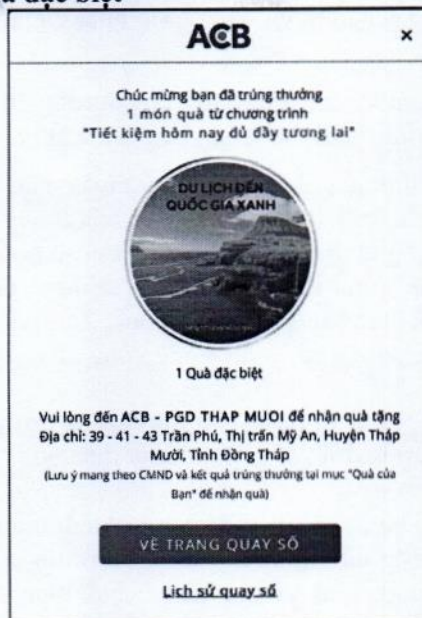 ACB
×
Chúc mừng bạn đã trúng thưởng
1 món quà từ chương trình
"Tiết kiệm hôm nay đủ đầy tương lai"
DU LỊCH ĐẾN
QUỐC GIA XANH
1 Quà đặc biệt
Vui lòng đến ACB - PGD THAP MUOI để nhận quà tặng
Địa chỉ: 39 - 41 - 43 Trần Phú, Thị trấn Mỹ An, Huyện Tháp
Mười, Tỉnh Đồng Tháp
(Lưu ý mang theo CMND và kết quả trúng thưởng tại mục "Quà của
Bạn" để nhận quà)
VỀ TRANG QUAY SỐ
Lịch sử quay số